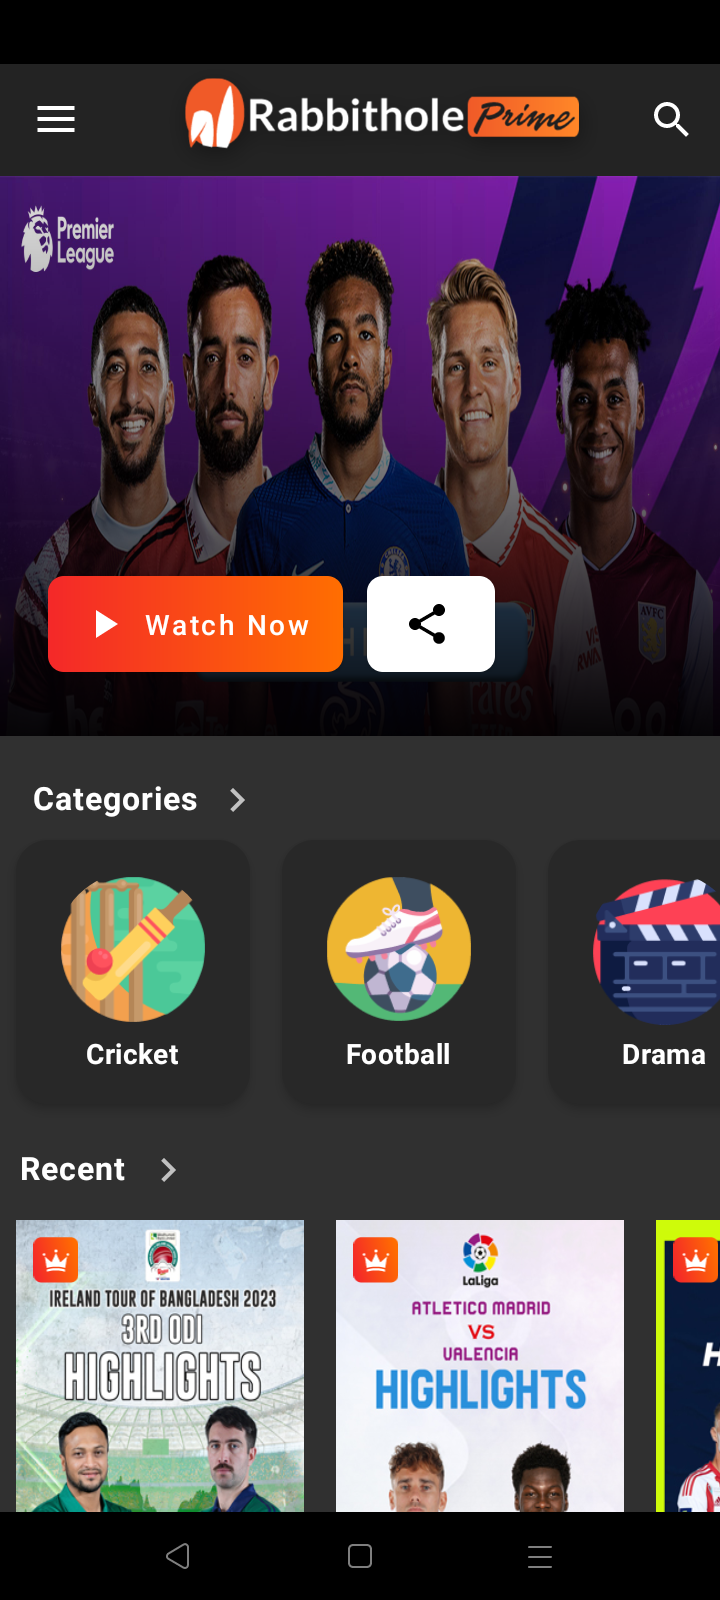 Rabbithole Prime
Premier
League
AVFC
Watch Now
Categories
Cricket
Football
Drama
Recent
IRELAND TOUR OF BANGLADESH 2023
3RD ODI
HIGHLIGHTS
LaLiga
ATLETICO MADRID
VS
VALENCIA
HIGHLIGHTS
H